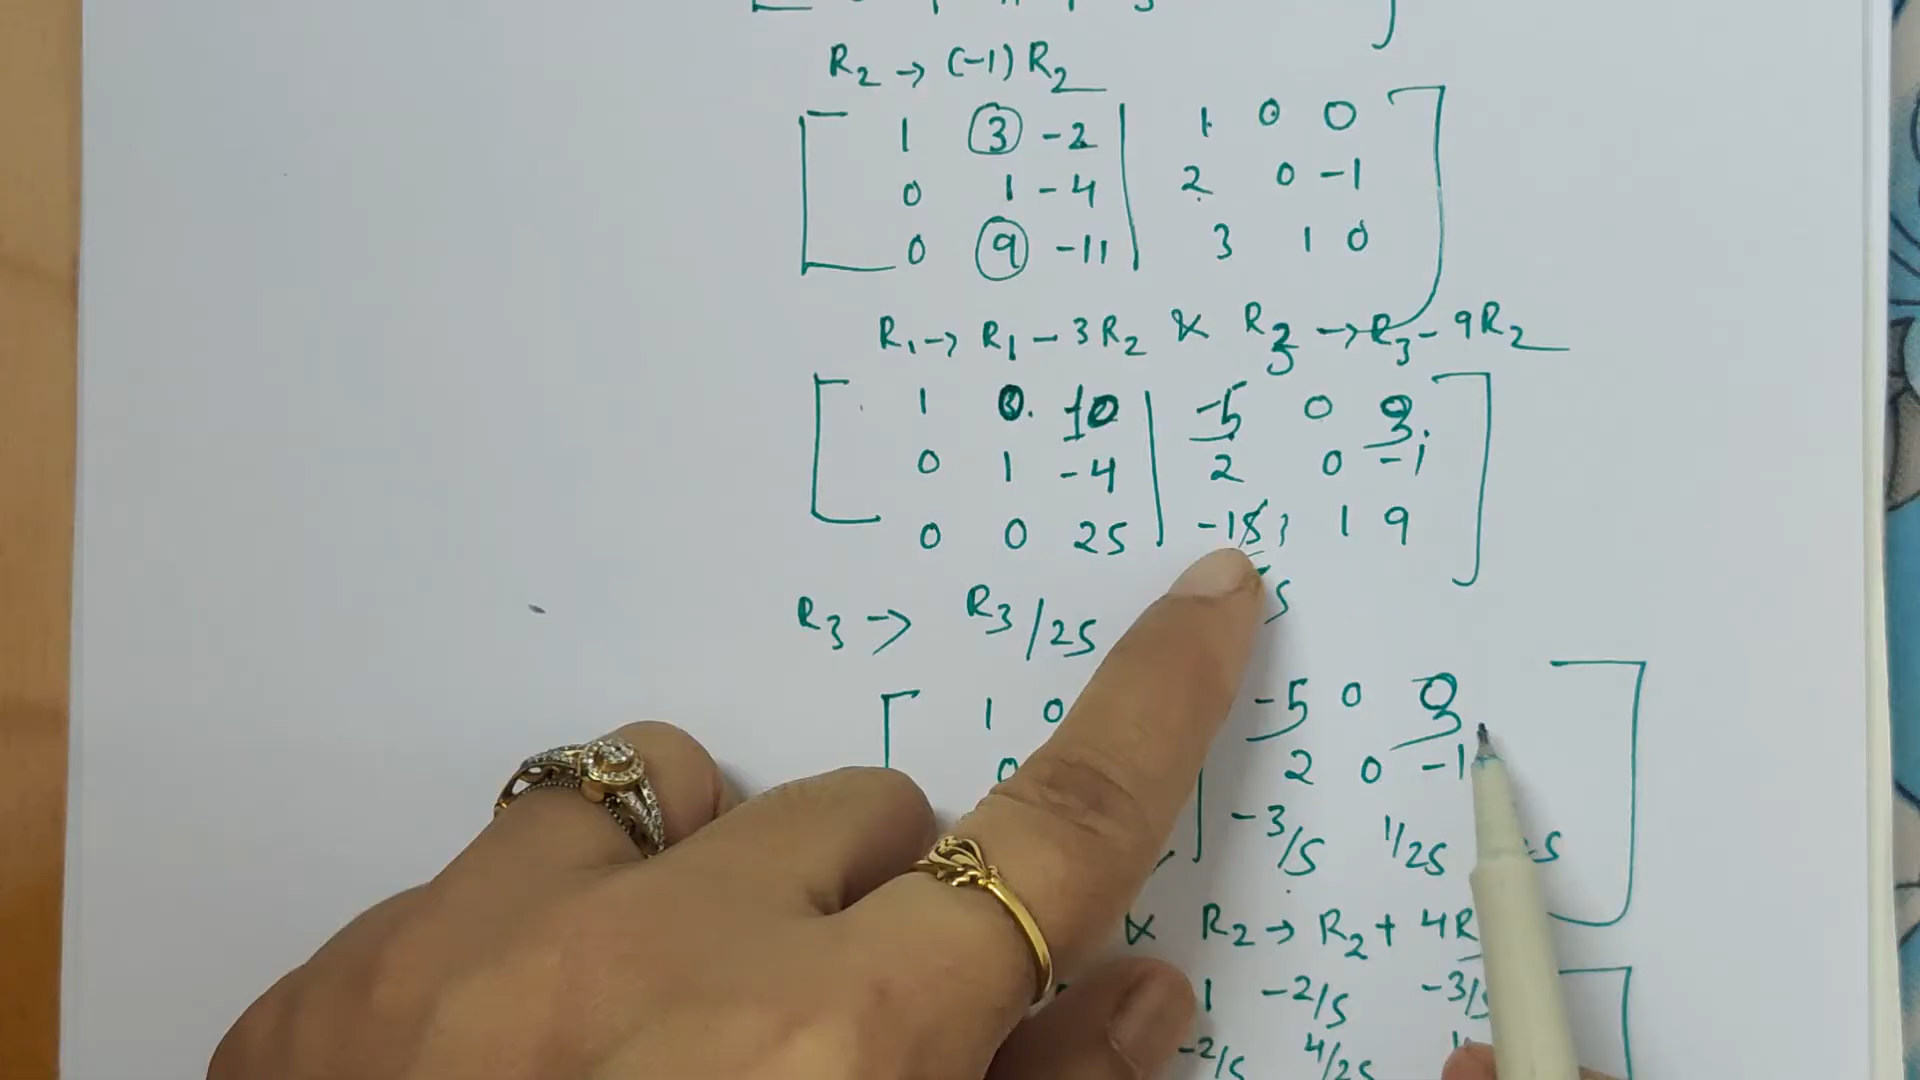 R2 → (-1) R2
1 3 -2 | 1 0 0
0 1 -4 | 2 0 -1
0 9 -11 | 3 1 0
R1 → R1 - 3R2 & R3 → R3 - 9R2
1 0 10 | -5 0 3
0 1 -4 | 2 0 -1
0 0 25 | 1 9
R3 → R3/25
1 0 -5 0 3
0 2 0 -1
-3/5 1/25
& R2 → R2 + 4R
1 -2/5
-2/5 4/25